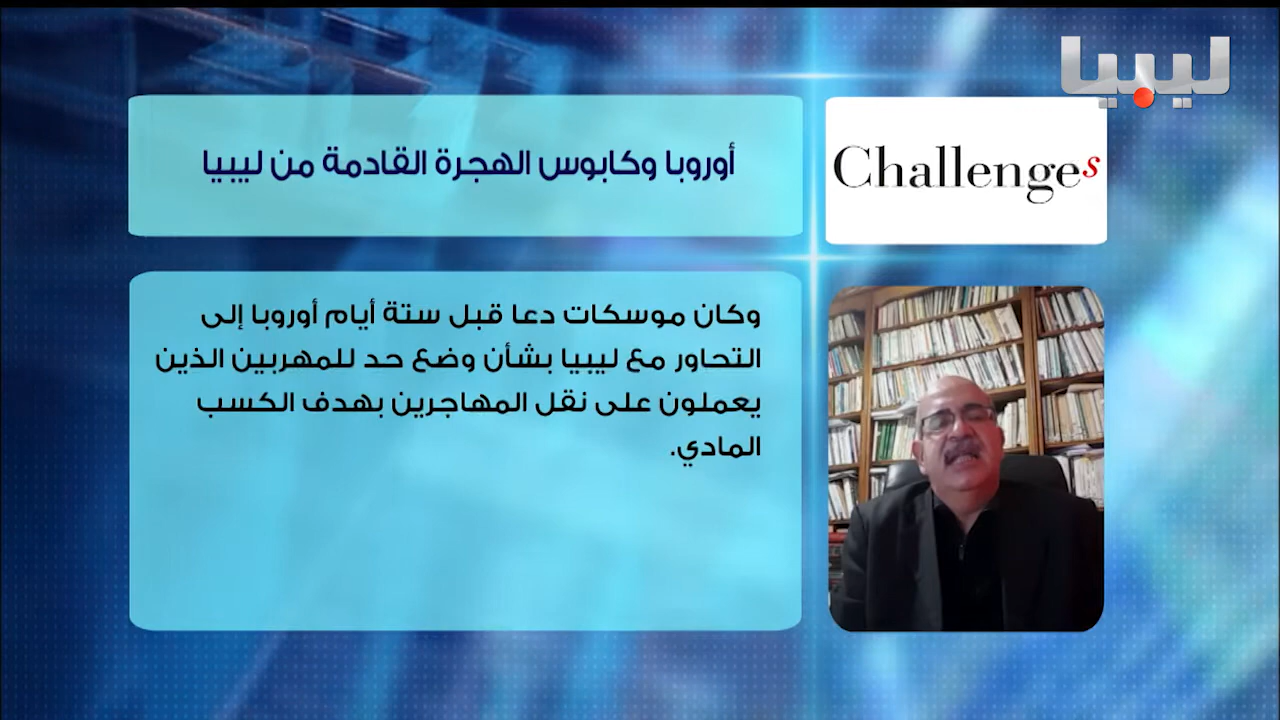 ليبيا
Challenges
أوروبا وكابوس الهجرة القادمة من ليبيا
وكان موسكات دعا قبل ستة أيام أوروبا إلى
التحاور مع ليبيا بشأن وضع حد للمهربين الذين
يعملون على نقل المهاجرين بهدف الكسب
المادي.